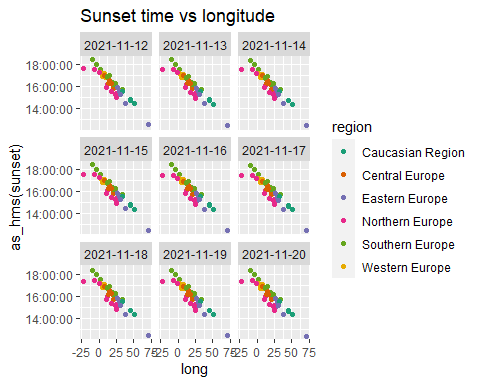 Sunset time vs longitude
2021-11-12 2021-11-13 2021-11-14
18:00:00
16:00:00
14:00:00
2021-11-15 2021-11-16 2021-11-17
18:00:00
16:00:00
14:00:00
2021-11-18 2021-11-19 2021-11-20
18:00:00
16:00:00
14:00:00
-25 0 25 50 75 -25 0 25 50 75 -25 0 25 50 75
long
as_hms(sunset)
region
Caucasian Region
Central Europe
Eastern Europe
Northern Europe
Southern Europe
Western Europe